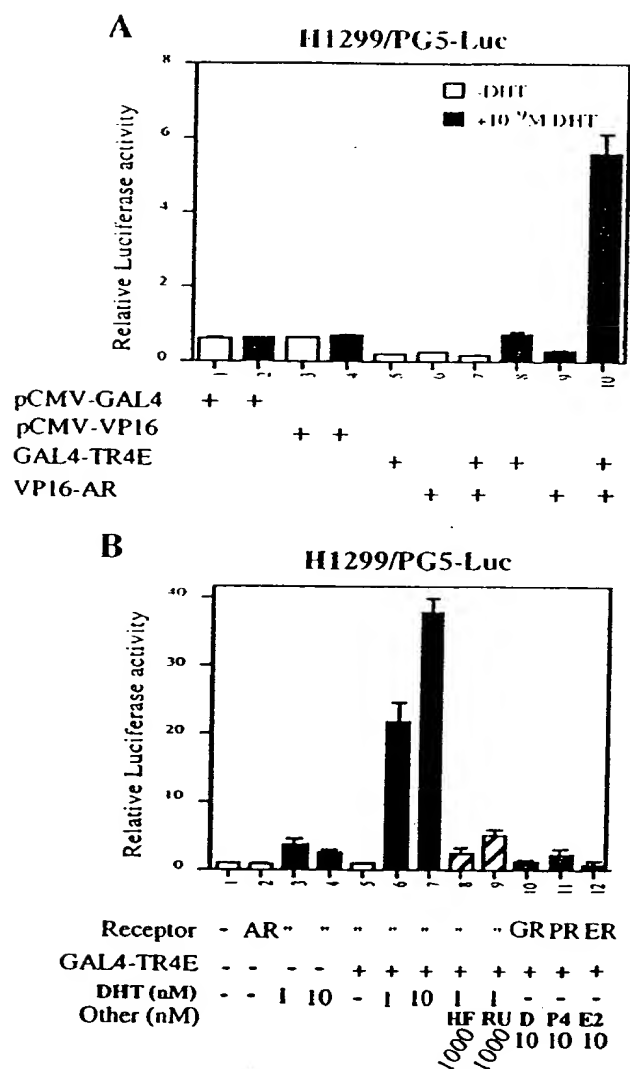 A
H1299/PG5-Luc
-DHT
+10⁻⁹M DHT
Relative Luciferase activity
8
6
4
2
0
1 2 3 4 5 6 7 8 9 10
pCMV-GAL4 + +
pCMV-VP16 + +
GAL4-TR4E + + + +
VP16-AR + + + +
B
H1299/PG5-Luc
Relative Luciferase activity
40
30
20
10
0
1 2 3 4 5 6 7 8 9 10 11 12
Receptor - AR " " " " " " " GR PR ER
GAL4-TR4E - - - - + + + + + + + +
DHT (nM) - - 1 10 - 1 10 1 1 - - -
Other (nM) HF RU D P4 E2
1000 1000 10 10 10